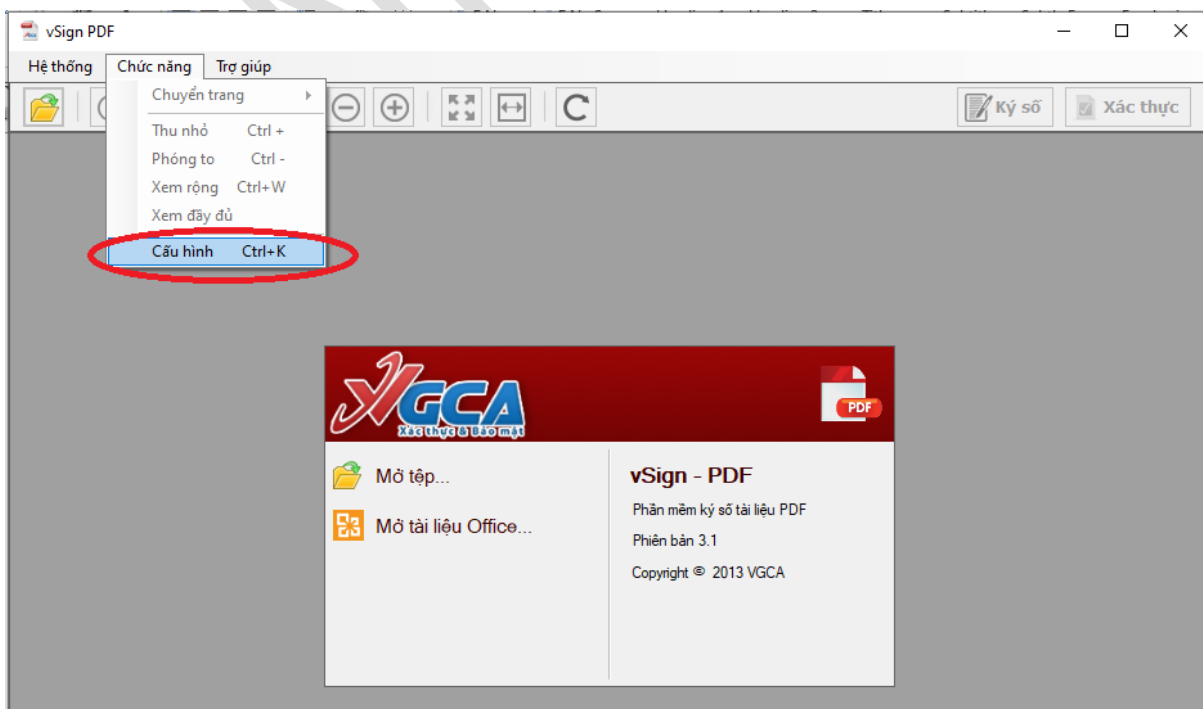 vSign PDF
Hệ thống Chức năng Trợ giúp
Chuyển trang
Ký số Xác thực
Thu nhỏ Ctrl +
Phóng to Ctrl -
Xem rộng Ctrl+W
Xem đầy đủ
Cấu hình Ctrl+K
VGCA
Xác thực & Bảo mật
PDF
Mở tệp...
Mở tài liệu Office...
vSign - PDF
Phần mềm ký số tài liệu PDF
Phiên bản 3.1
Copyright © 2013 VGCA